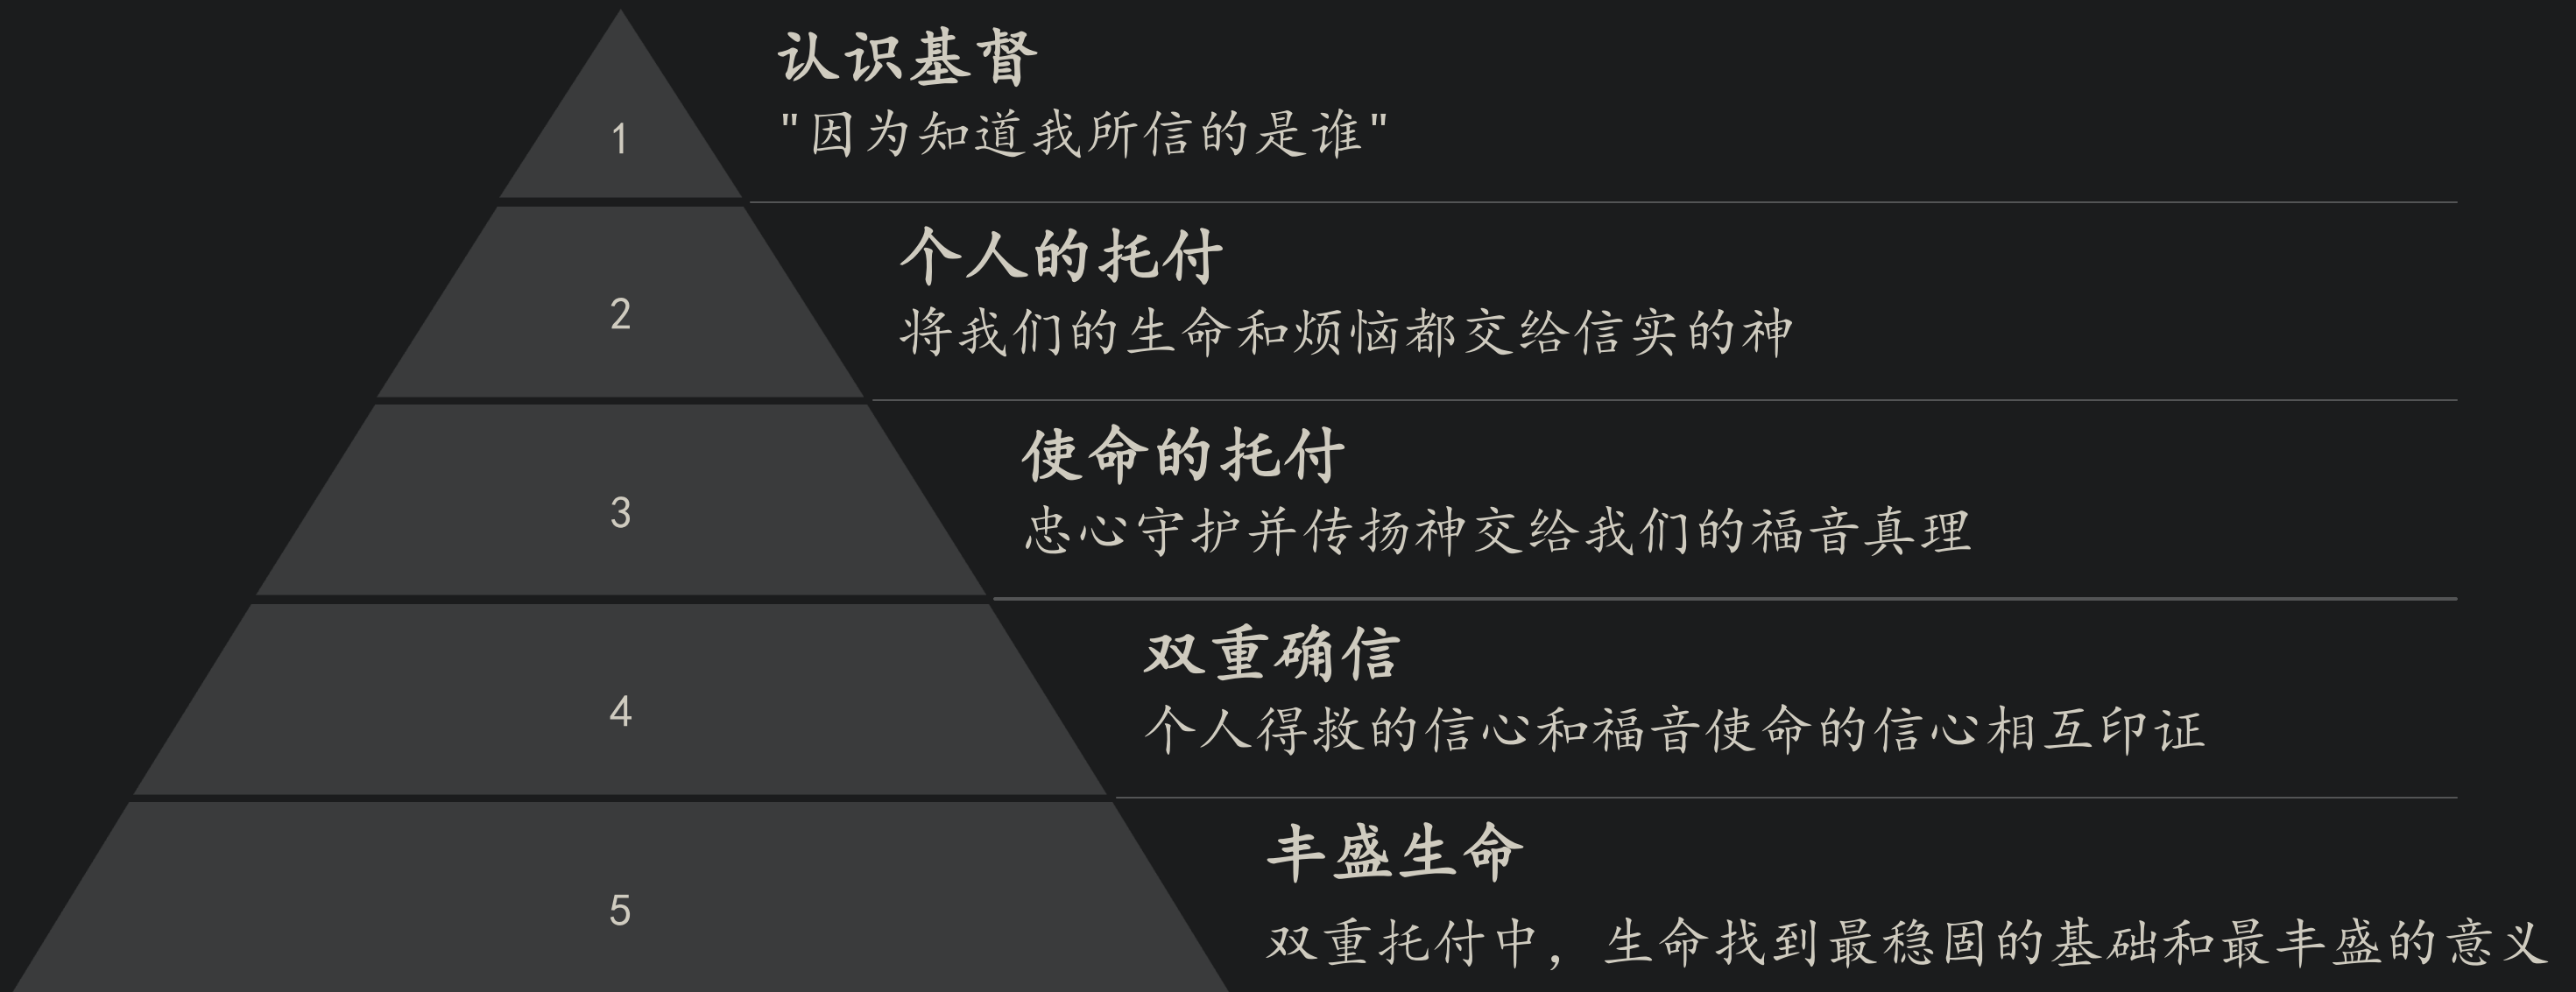 1
认识基督
"因为知道我所信的是谁"
2
个人的托付
将我们的生命和烦恼都交给信实的神
3
使命的托付
忠心守护并传扬神交给我们的福音真理
4
双重确信
个人得救的信心和福音使命的信心相互印证
5
丰盛生命
双重托付中，生命找到最稳固的基础和最丰盛的意义